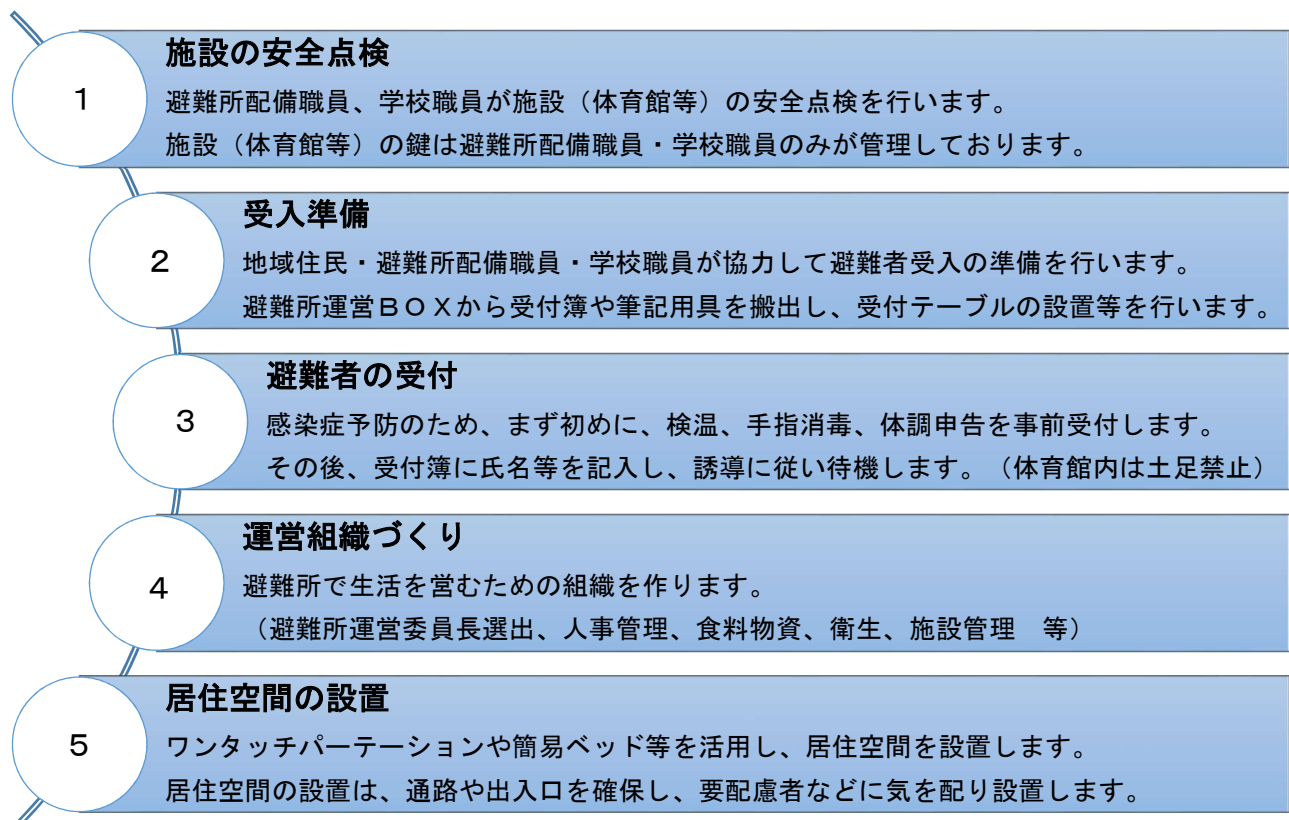 1
施設の安全点検
避難所配備職員、学校職員が施設（体育館等）の安全点検を行います。
施設（体育館等）の鍵は避難所配備職員・学校職員のみが管理しております。
2
受入準備
地域住民・避難所配備職員・学校職員が協力して避難者受入の準備を行います。
避難所運営ＢＯＸから受付簿や筆記用具を搬出し、受付テーブルの設置等を行います。
3
避難者の受付
感染症予防のため、まず初めに、検温、手指消毒、体調申告を事前受付します。
その後、受付簿に氏名等を記入し、誘導に従い待機します。（体育館内は土足禁止）
4
運営組織づくり
避難所で生活を営むための組織を作ります。
（避難所運営委員長選出、人事管理、食料物資、衛生、施設管理　等）
5
居住空間の設置
ワンタッチパーテーションや簡易ベッド等を活用し、居住空間を設置します。
居住空間の設置は、通路や出入口を確保し、要配慮者などに気を配り設置します。